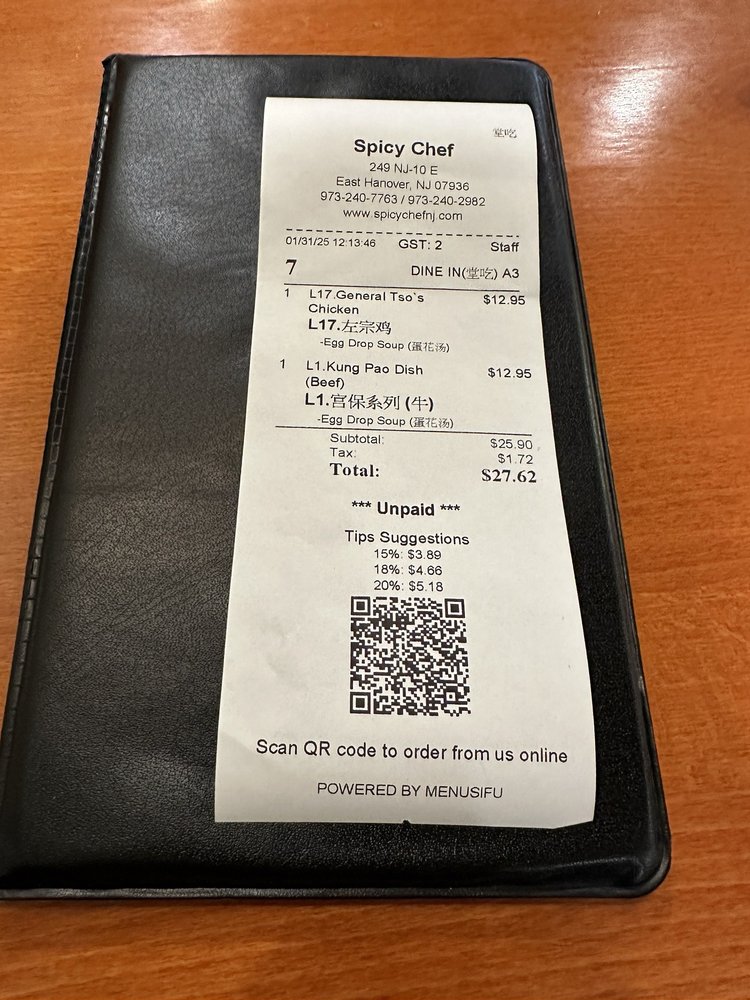 堂吃
Spicy Chef
249 NJ-10 E
East Hanover, NJ 07936
973-240-7763 / 973-240-2982
www.spicychefnj.com
01/31/25 12:13:46 GST: 2 Staff
7 DINE IN(堂吃) A3
1 L17.General Tso`s $12.95
Chicken
L17.左宗鸡
-Egg Drop Soup (蛋花汤)
1 L1.Kung Pao Dish $12.95
(Beef)
L1.宫保系列 (牛)
-Egg Drop Soup (蛋花汤)
Subtotal: $25.90
Tax: $1.72
Total: $27.62
*** Unpaid ***
Tips Suggestions
15%: $3.89
18%: $4.66
20%: $5.18
Scan QR code to order from us online
POWERED BY MENUSIFU